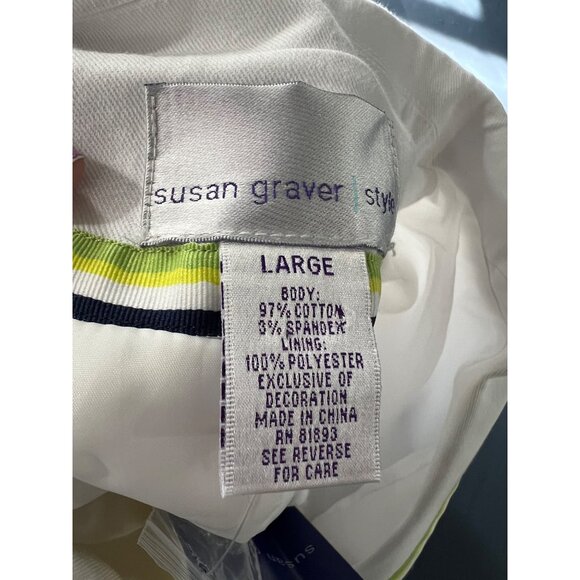 susan graver | style
LARGE
BODY:
97% COTTON
3% SPANDEX
LINING:
100% POLYESTER
EXCLUSIVE OF
DECORATION
MADE IN CHINA
RN 81893
SEE REVERSE
FOR CARE